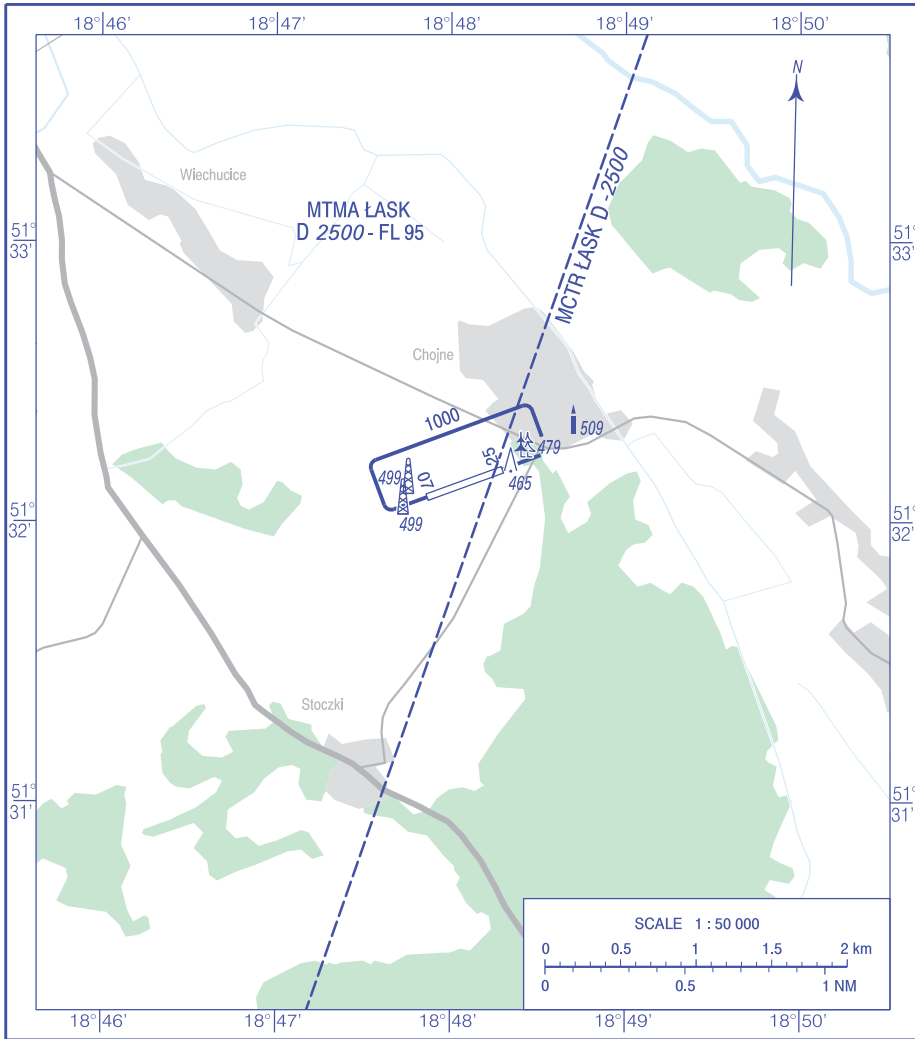 18°46’ 18°47’ 18°48’ 18°49’ 18°50’
N
Wiechucice
MTMA ŁASK
D 2500 - FL 95
MCTR ŁASK D - 2500
51°
33’
51°
33’
Chojne
1000
509
479
25
465
499
07
499
51°
32’
51°
32’
Stoczki
51°
31’
51°
31’
SCALE 1 : 50 000
0 0.5 1 1.5 2 km
0 0.5 1 NM
18°46’ 18°47’ 18°48’ 18°49’ 18°50’